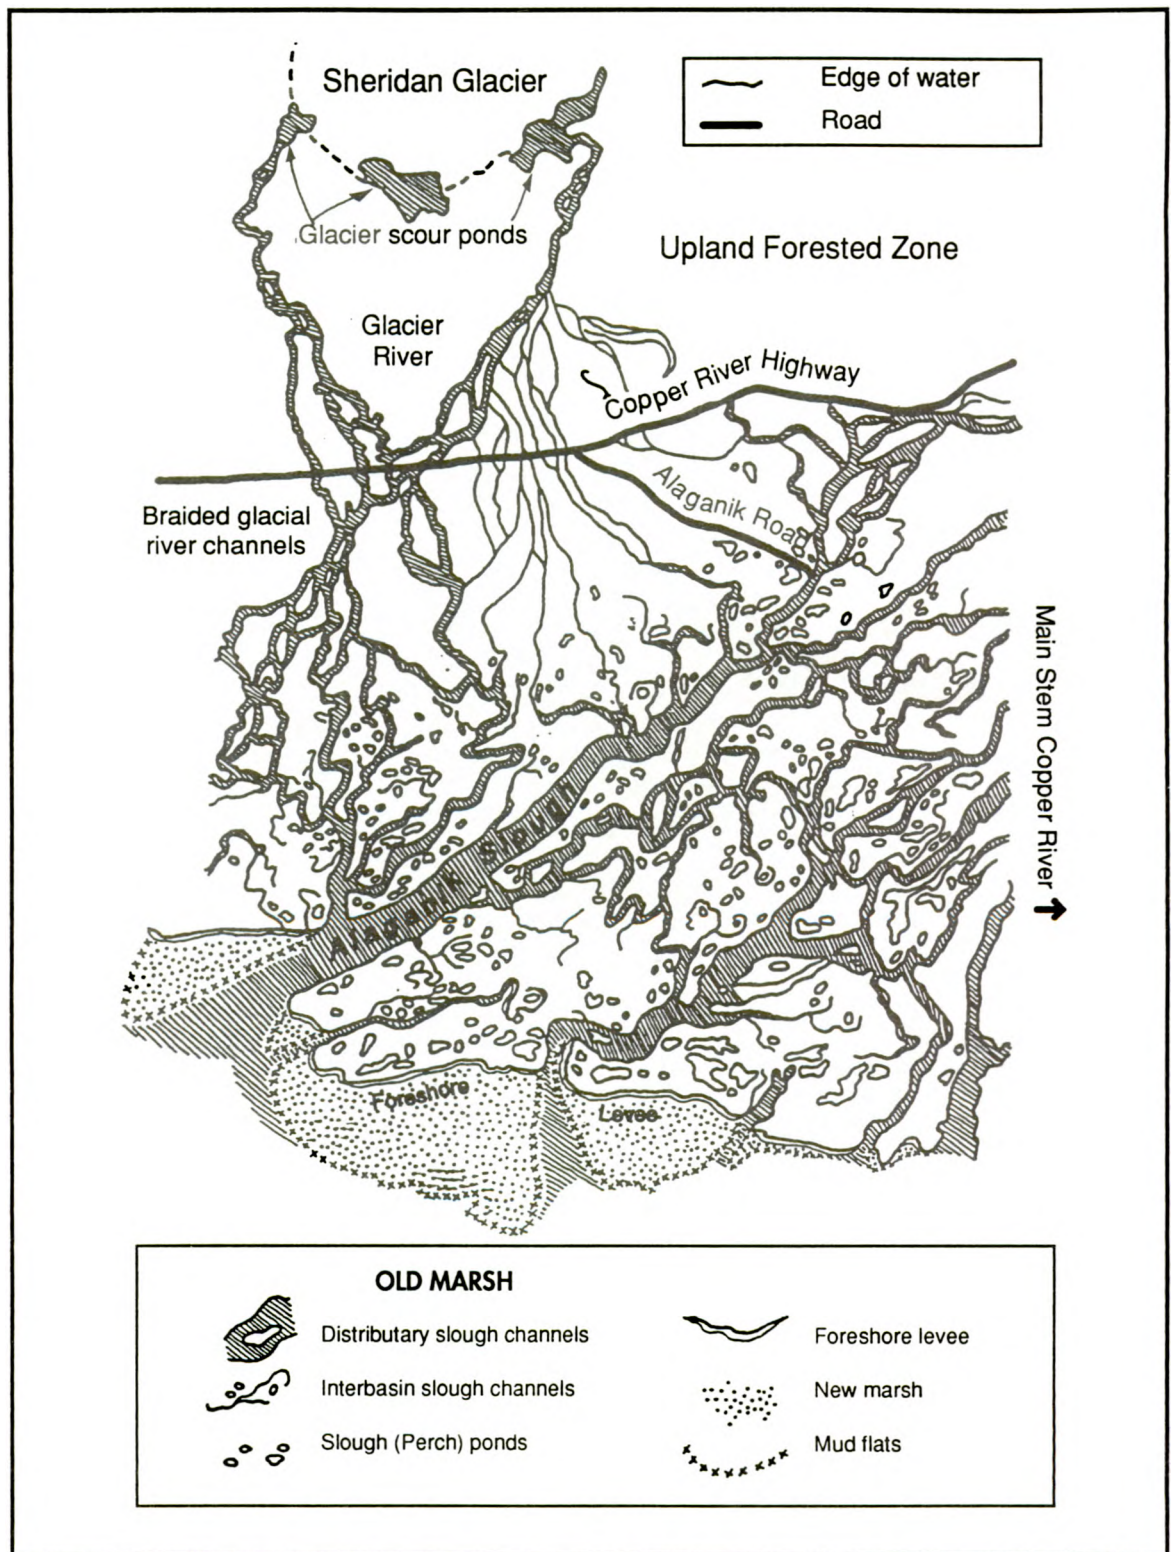 Sheridan Glacier
Edge of water
Road
Glacier scour ponds
Upland Forested Zone
Glacier
River
Copper River Highway
Alaganik Road
Braided glacial
river channels
Main Stem Copper River
Alaganik Slough
Foreshore
Levee
OLD MARSH
Distributary slough channels
Interbasin slough channels
Slough (Perch) ponds
Foreshore levee
New marsh
Mud flats